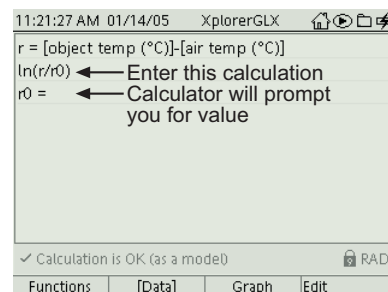 11:21:27 AM 01/14/05 XplorerGLX
r = [object temp (°C)]-[air temp (°C)]
ln(r/r0) Enter this calculation
r0 = Calculator will prompt
you for value
✓ Calculation is OK (as a model) RAD
Functions [Data] Graph Edit